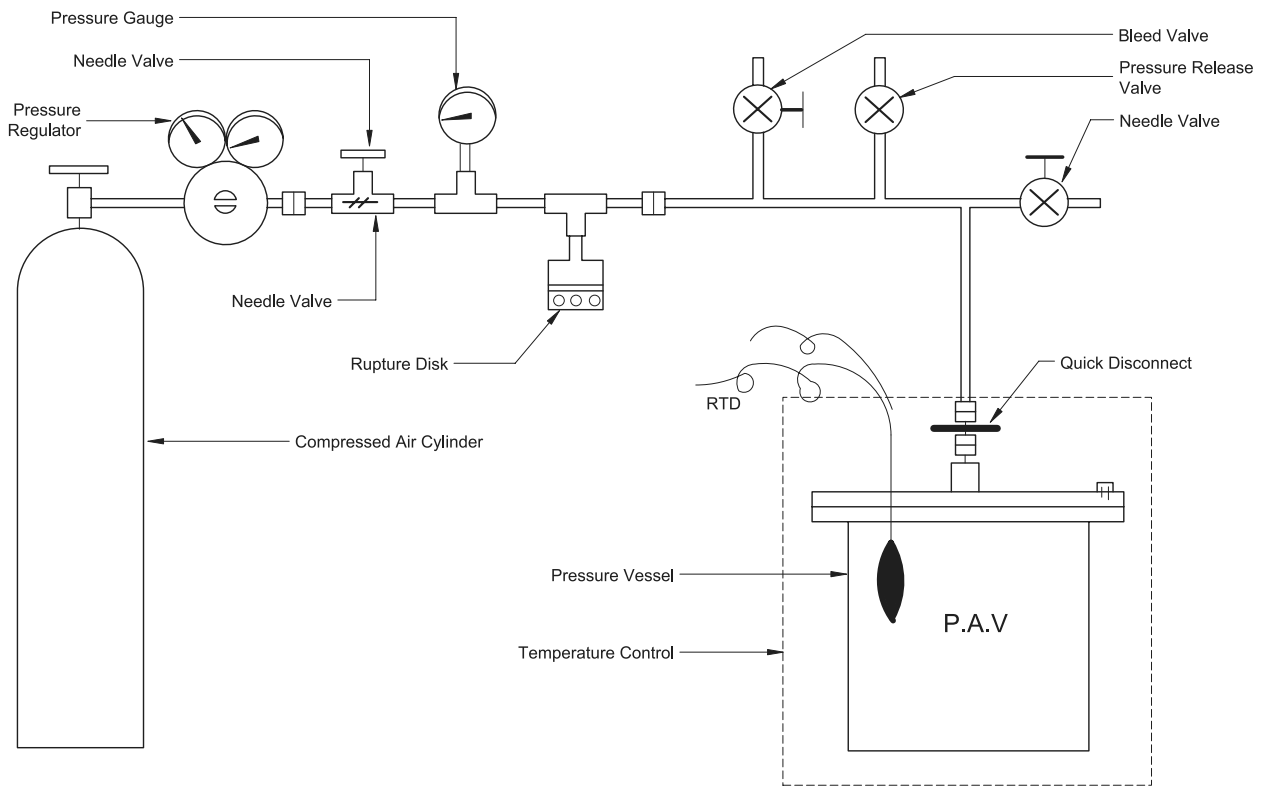 Pressure Gauge
Needle Valve
Pressure
Regulator
Bleed Valve
Pressure Release
Valve
Needle Valve
Needle Valve
Rupture Disk
Quick Disconnect
RTD
Compressed Air Cylinder
Pressure Vessel
P.A.V
Temperature Control